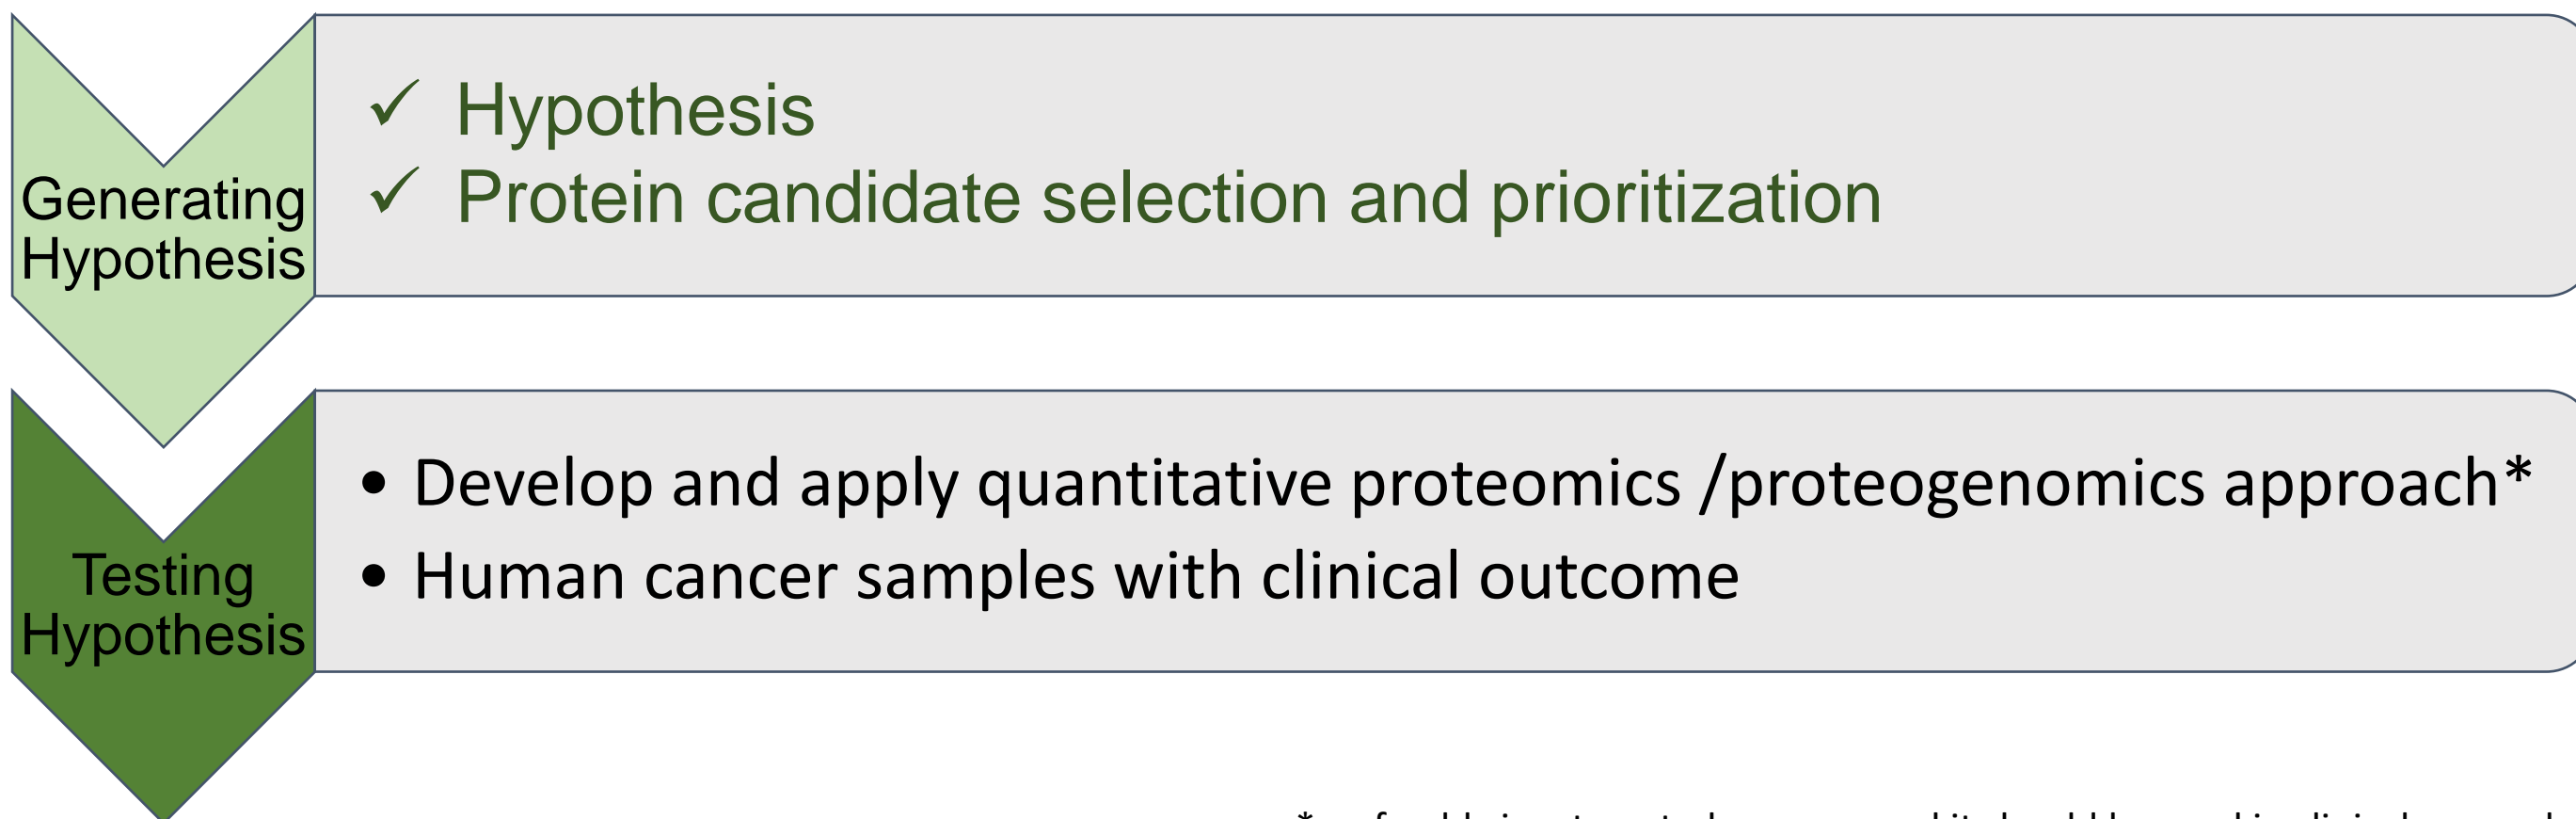 Generating
Hypothesis
✓ Hypothesis
✓ Protein candidate selection and prioritization
Testing
Hypothesis
• Develop and apply quantitative proteomics /proteogenomics approach*
• Human cancer samples with clinical outcome